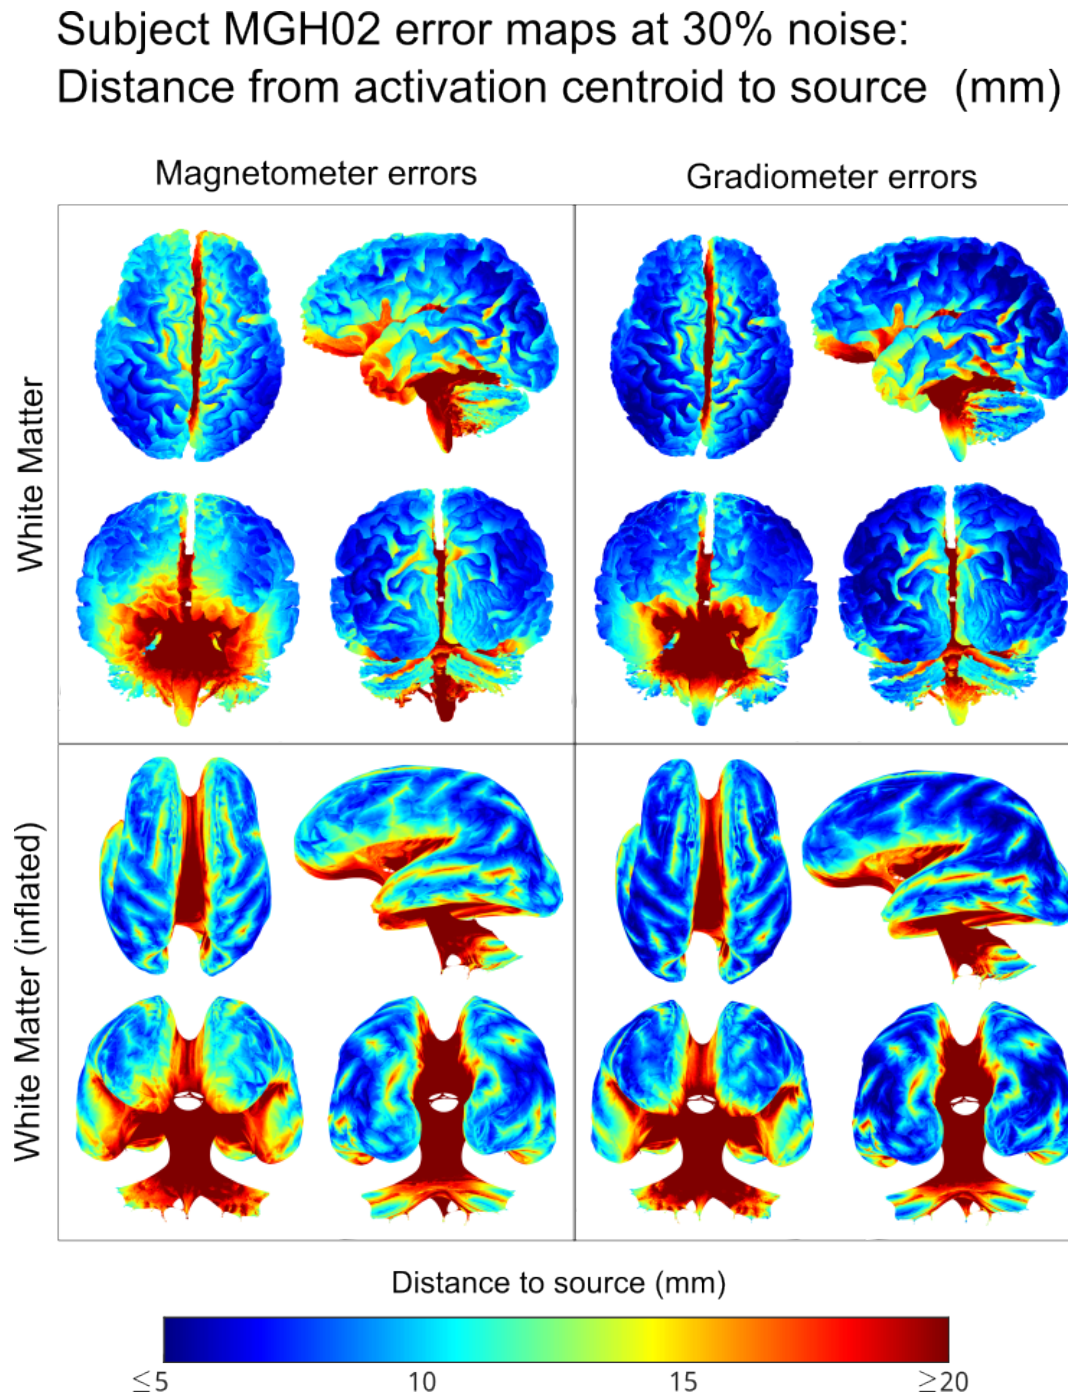 Subject MGH02 error maps at 30% noise:
Distance from activation centroid to source (mm)
Magnetometer errors
Gradiometer errors
White Matter
White Matter (inflated)
Distance to source (mm)
≤5 10 15 ≥20